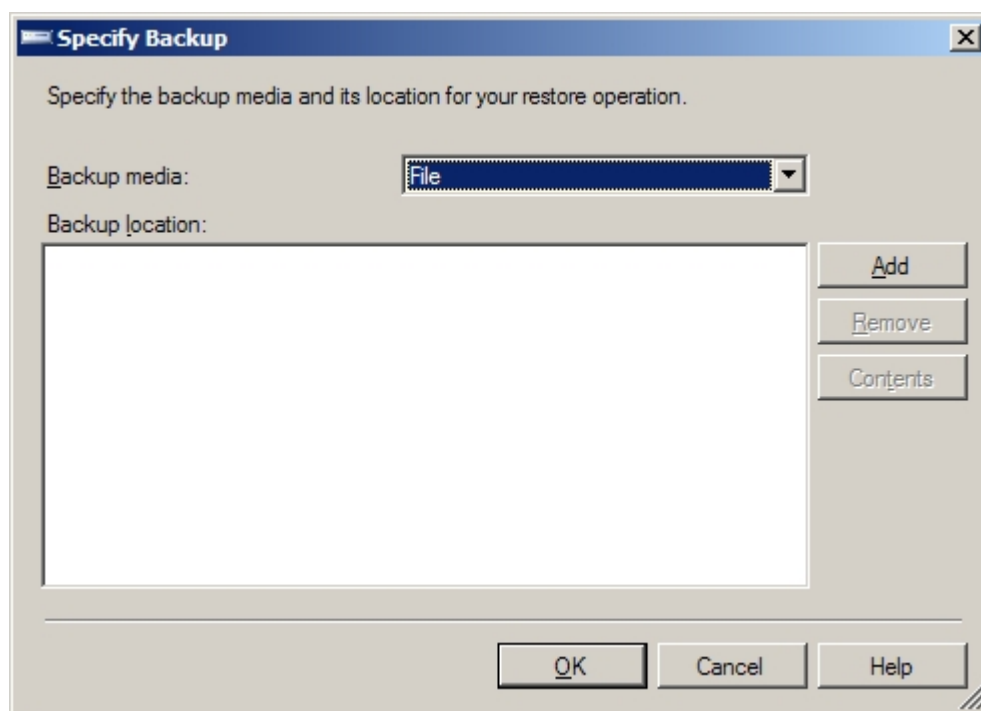 Specify Backup
Specify the backup media and its location for your restore operation.
Backup media:
File
Backup location:
Add
Remove
Contents
OK
Cancel
Help